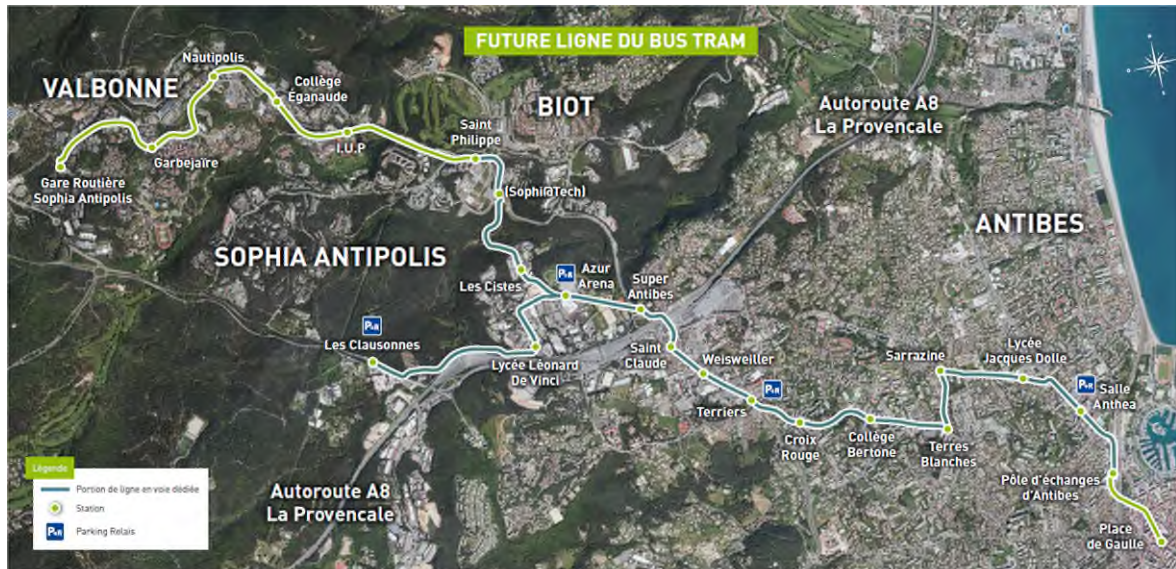 FUTURE LIGNE DU BUS TRAM
VALBONNE
Nautipolis
Collège
Éganaude
BIOT
Autoroute A8
La Provencale
Saint
Philippe
I.U.P
Garbejaïre
Gare Routière
Sophia Antipolis
(Sophi@Tech)
ANTIBES
SOPHIA ANTIPOLIS
Les Cistes
P+R
Azur
Arena
Super
Antibes
P+R
Les Clausonnes
Lycée Léonard
De Vinci
Saint
Claude
Weisweiller
Sarrazine
Lycée
Jacques Dolle
P+R
Terriers
P+R
Salle
Anthea
Croix
Rouge
Collège
Bertone
Terres
Blanches
Pôle d'échanges
d'Antibes
Autoroute A8
La Provencale
Place
de Gaulle
Légende
Portion de ligne en voie dédiée
Station
P+R
Parking Relais